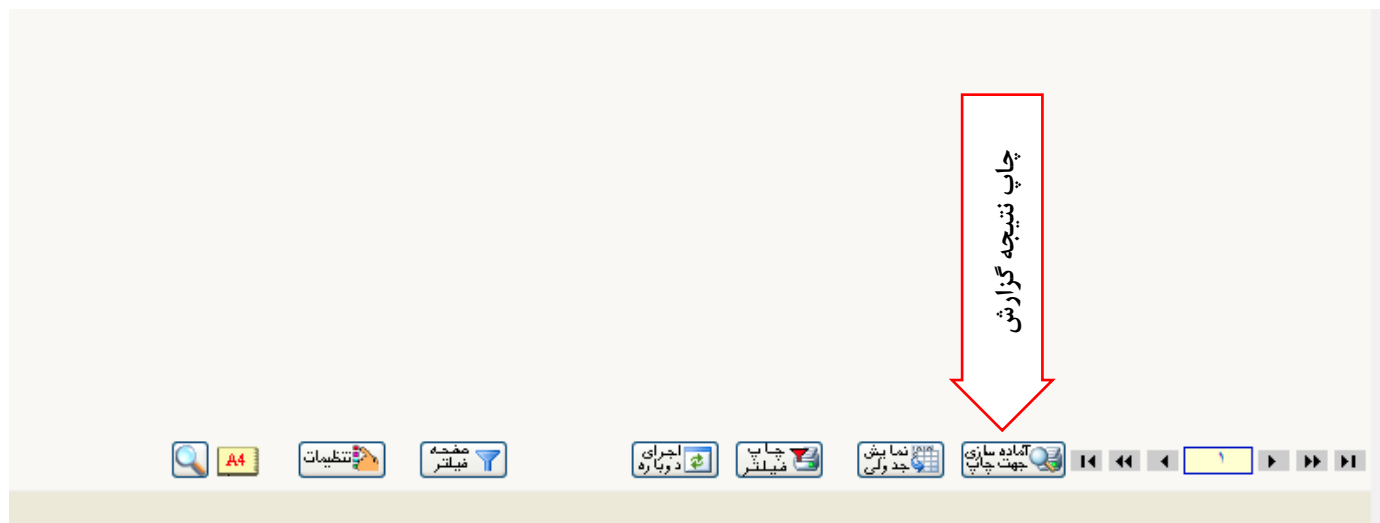 چاپ نتیجه گزارش
آماده سازی
جهت چاپ
نمایش
جدولی
چاپ
فیلتر
اجرای
دوباره
صفحه
فیلتر
تنظیمات
A4
۱